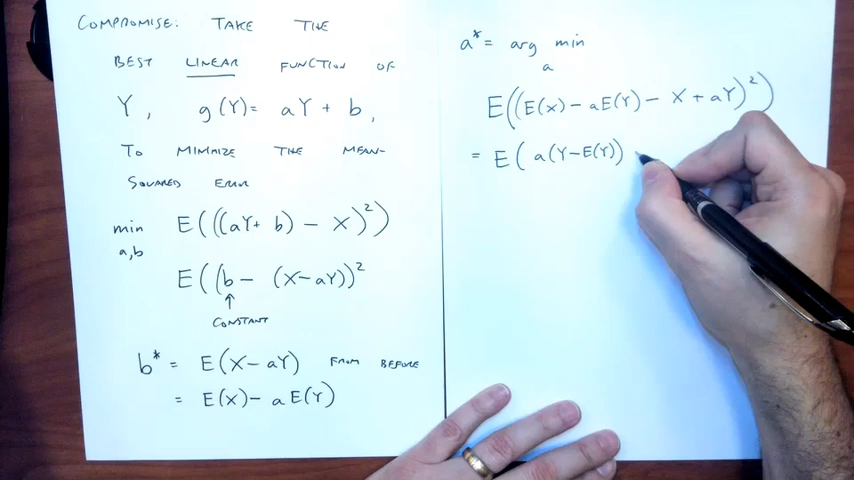 COMPROMISE: TAKE THE
BEST LINEAR FUNCTION OF
Y, g(Y)= aY + b,
TO MINIMIZE THE MEAN-
SQUARED ERROR
min E(((aY+ b) - X)²)
a,b
E((b - (X-aY))²
↑
CONSTANT
b* = E(X-aY) FROM BEFORE
= E(X) - a E(Y)
a* = arg min
a
E((E(X) - aE(Y) - X + aY)²)
= E( a(Y-E(Y))